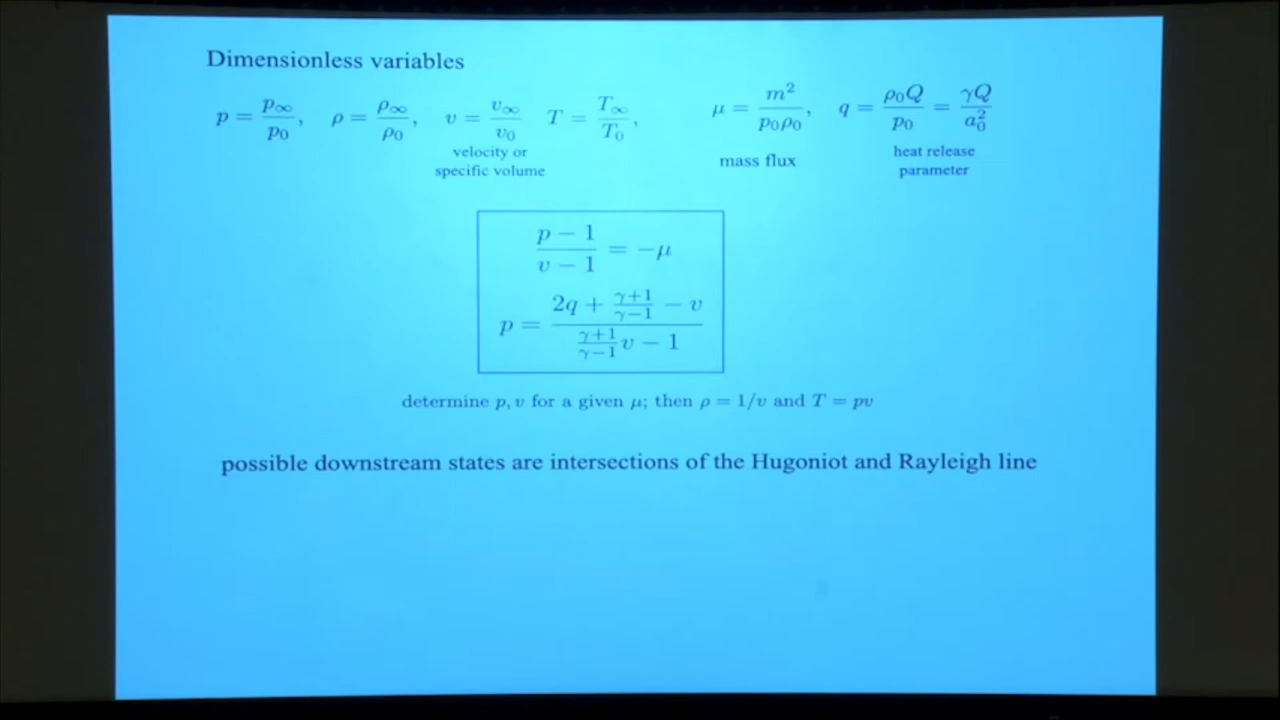 Dimensionless variables
p = p∞/p₀, ρ = ρ∞/ρ₀, v = v∞/v₀ T = T∞/T₀, μ = m²/(p₀ρ₀), q = ρ₀Q/p₀ = γQ/a₀²
velocity or
specific volume
mass flux
heat release
parameter
(p − 1)/(v − 1) = −μ
p = (2q + (γ+1)/(γ−1) − v)/((γ+1)/(γ−1) v − 1)
determine p, v for a given μ; then ρ = 1/v and T = pv
possible downstream states are intersections of the Hugoniot and Rayleigh line